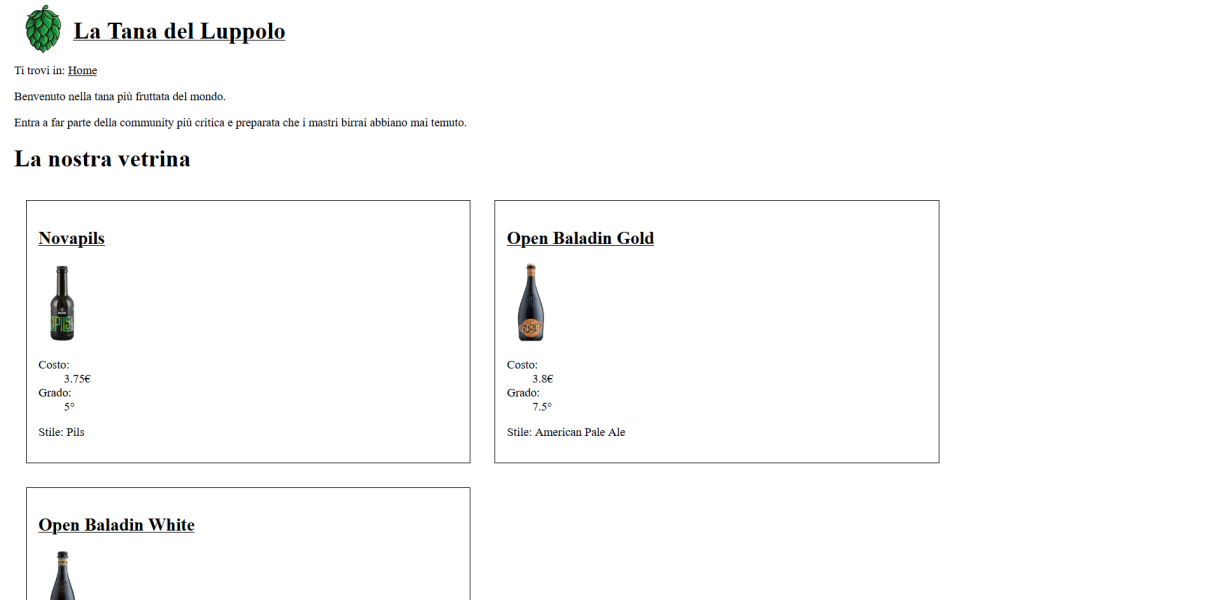 La Tana del Luppolo
Ti trovi in: Home
Benvenuto nella tana più fruttata del mondo.
Entra a far parte della community più critica e preparata che i mastri birrai abbiano mai temuto.
La nostra vetrina
Novapils
Costo:
3.75€
Grado:
5°
Stile: Pils
Open Baladin Gold
Costo:
3.8€
Grado:
7.5°
Stile: American Pale Ale
Open Baladin White